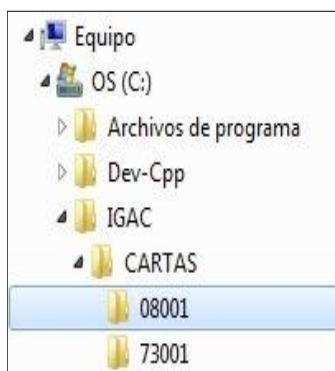 Equipo
OS (C:)
Archivos de programa
Dev-Cpp
IGAC
CARTAS
08001
73001